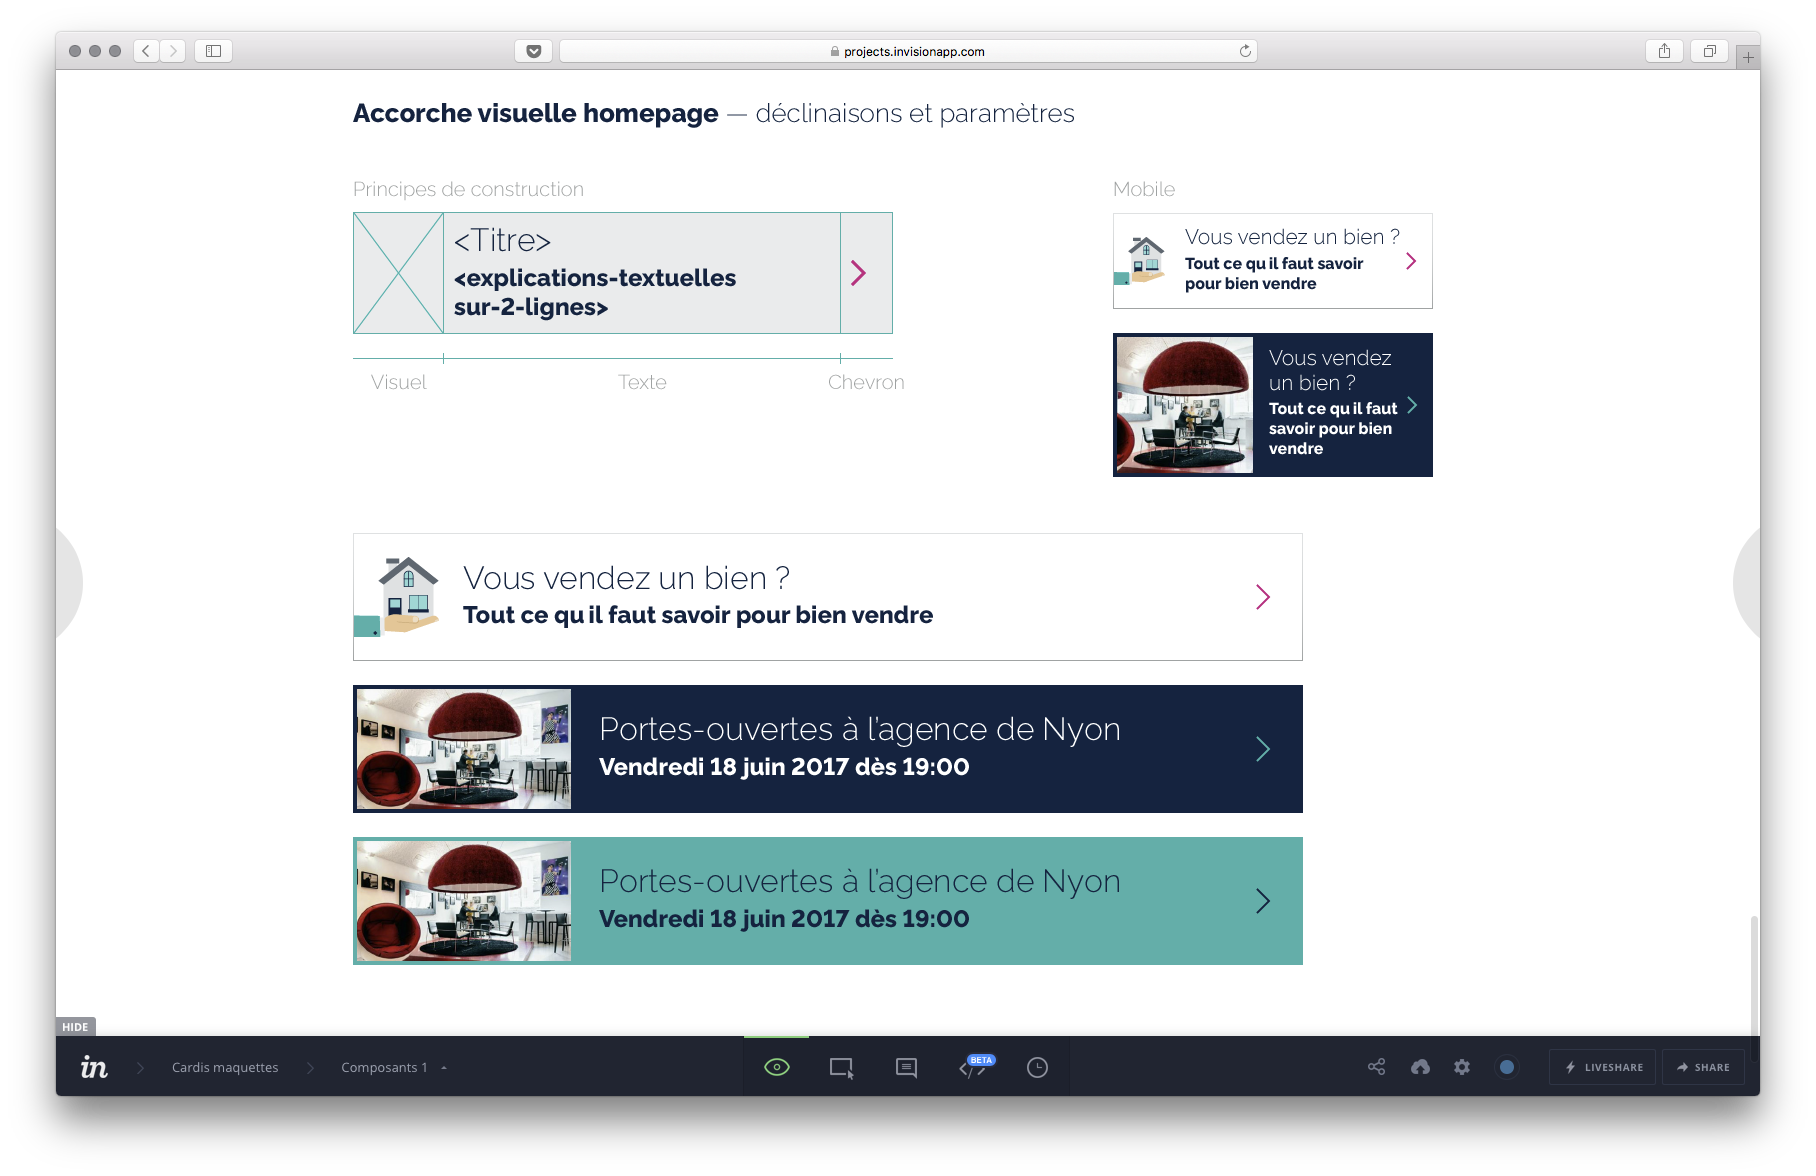 projects.invisionapp.com
Accorche visuelle homepage — déclinaisons et paramètres
Principes de construction
<Titre>
<explications-textuelles
sur-2-lignes>
Visuel
Texte
Chevron
Mobile
Vous vendez un bien ?
Tout ce qu il faut savoir
pour bien vendre
Vous vendez
un bien ?
Tout ce qu il faut
savoir pour bien
vendre
Vous vendez un bien ?
Tout ce qu il faut savoir pour bien vendre
Portes-ouvertes à l’agence de Nyon
Vendredi 18 juin 2017 dès 19:00
Portes-ouvertes à l’agence de Nyon
Vendredi 18 juin 2017 dès 19:00
HIDE
in
Cardis maquettes
Composants 1
BETA
LIVESHARE
SHARE